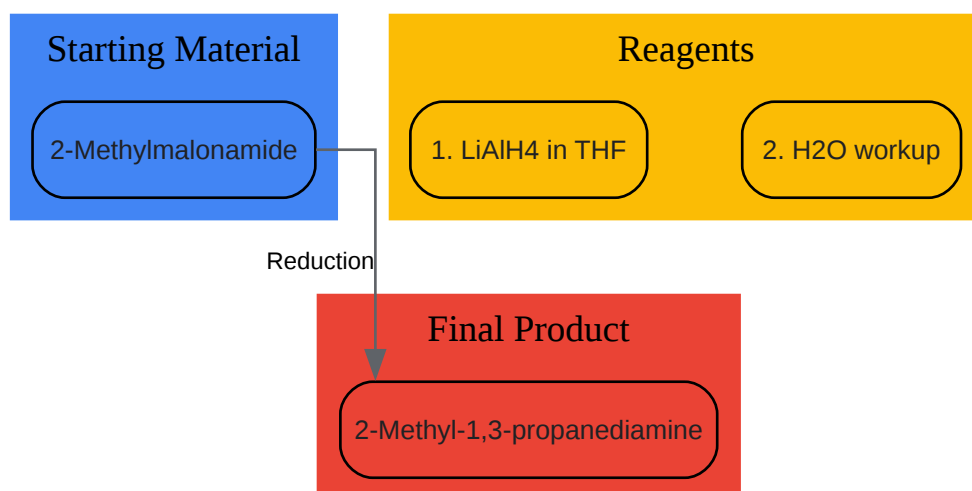 Starting Material
Reagents
2-Methylmalonamide
1. LiAlH4 in THF
2. H2O workup
Reduction
Final Product
2-Methyl-1,3-propanediamine